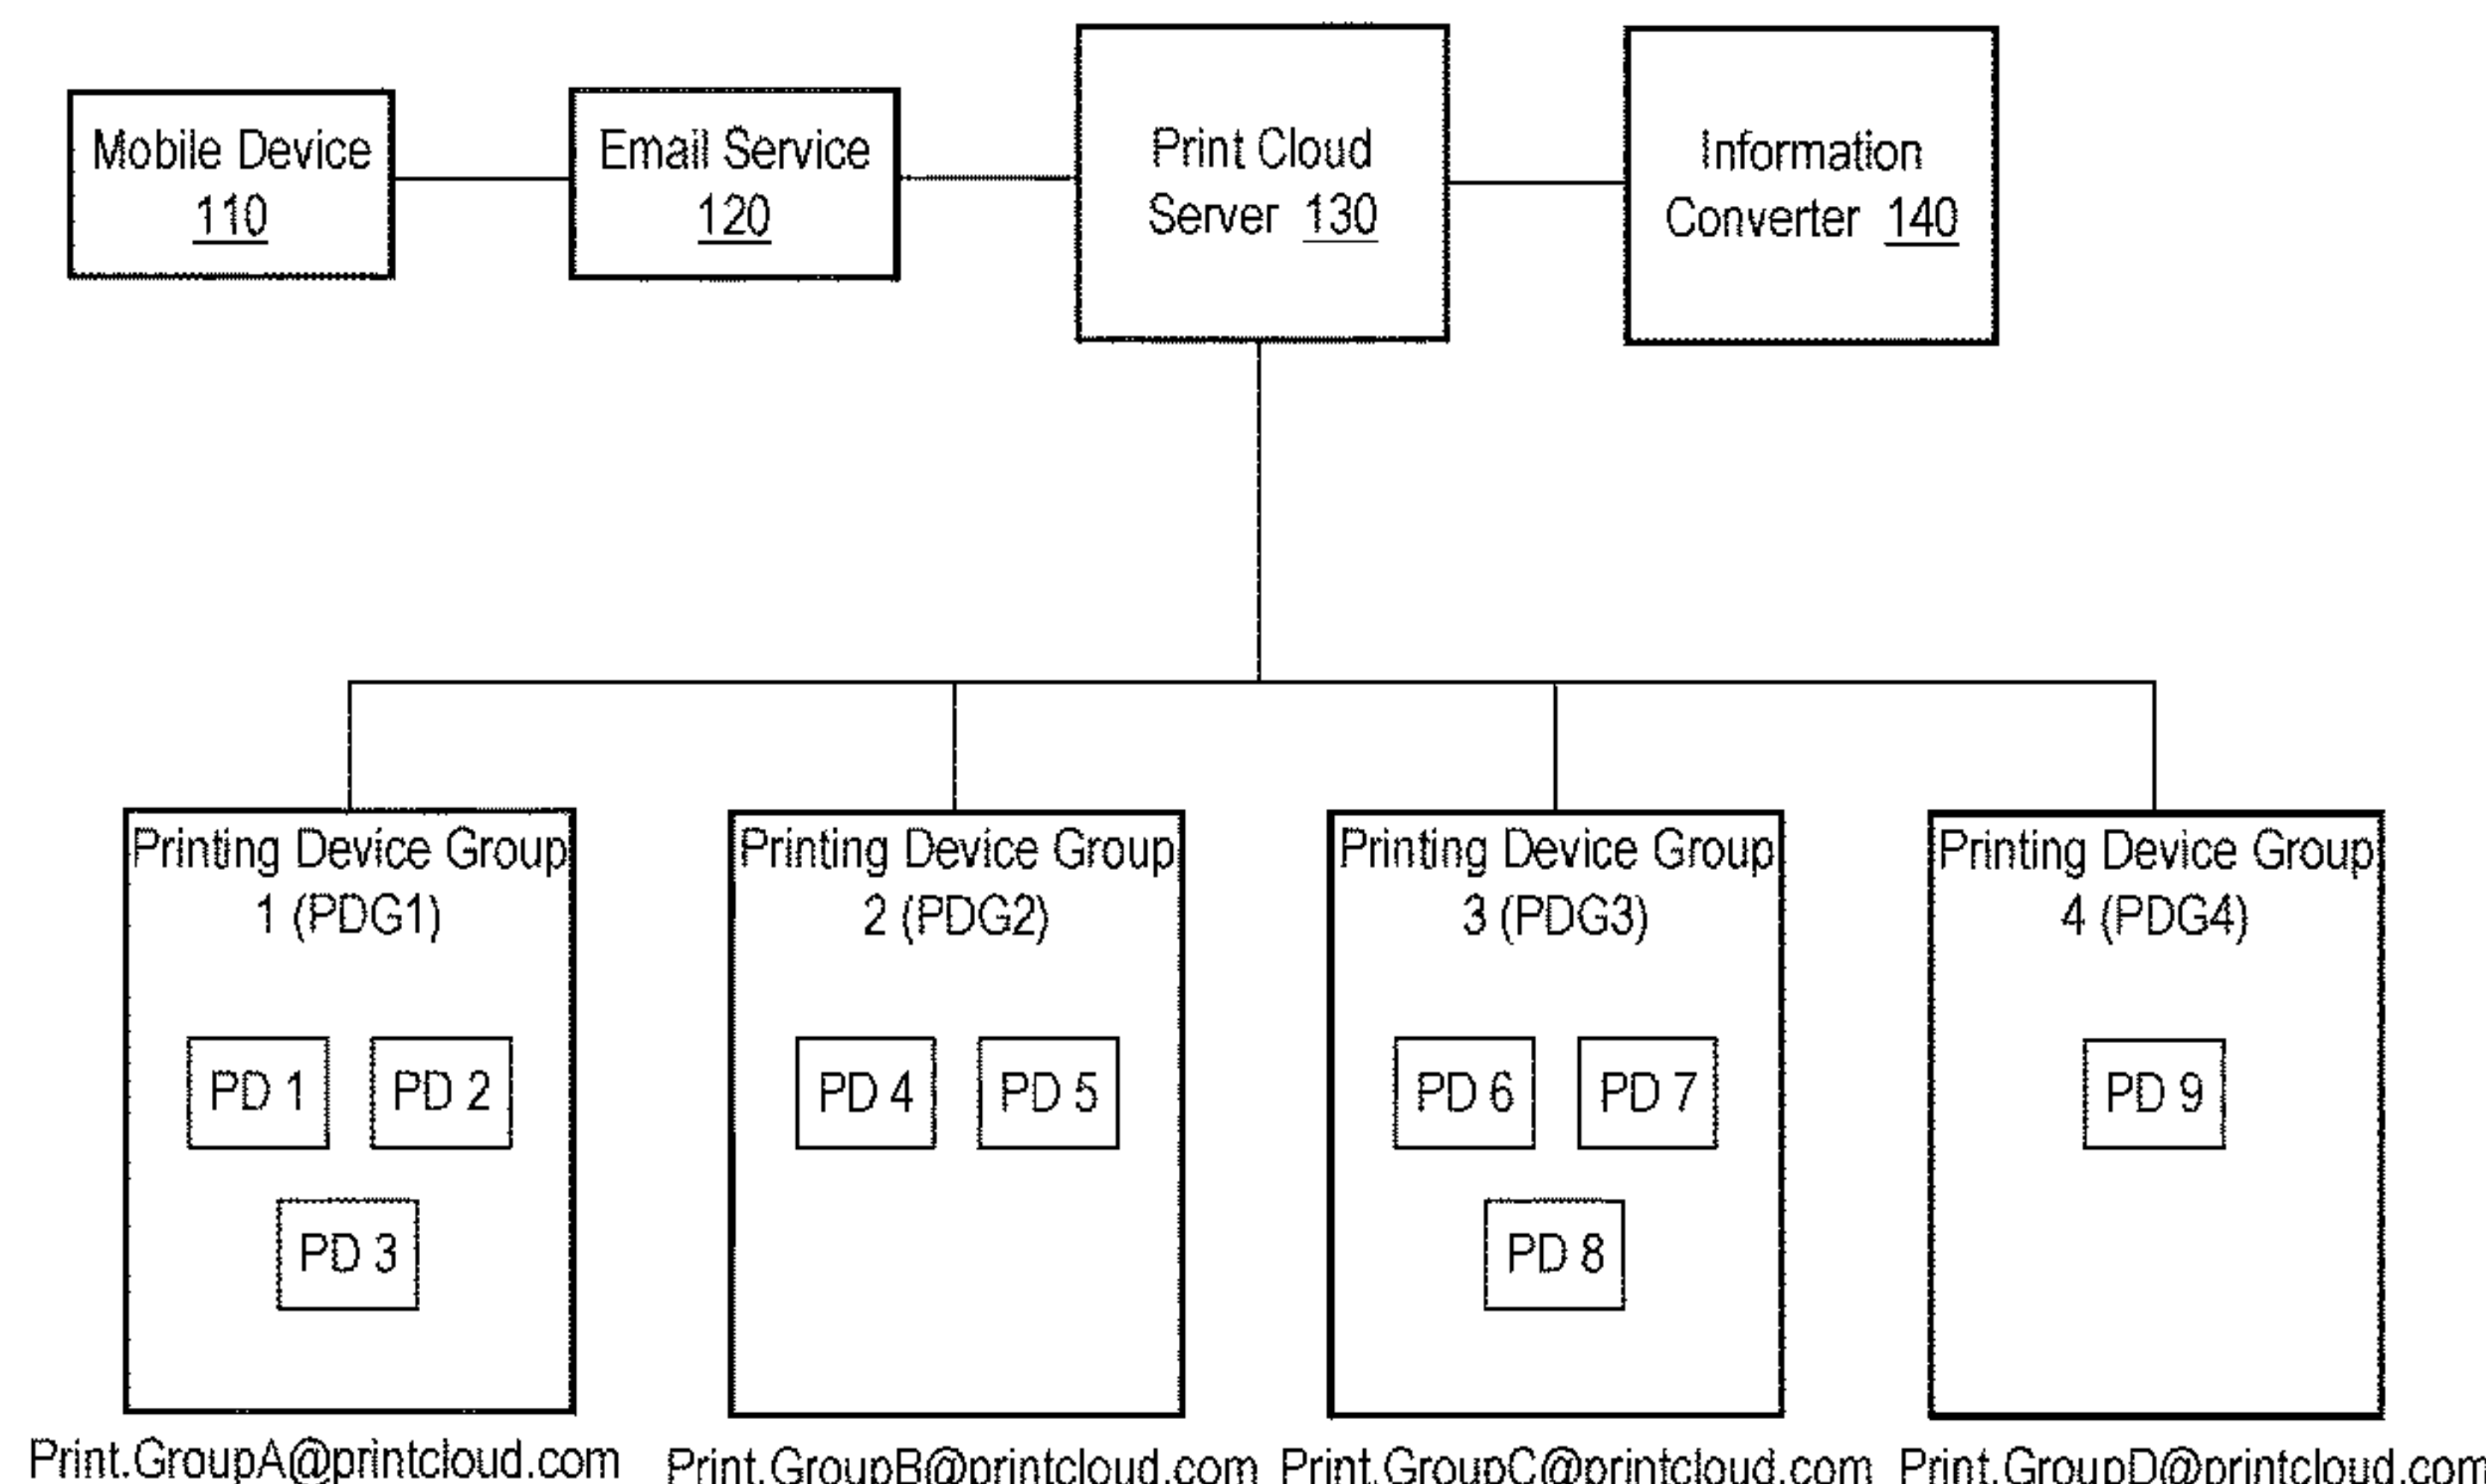 Mobile Device
110
Email Service
120
Print Cloud
Server 130
Information
Converter 140
Printing Device Group
1 (PDG1)
PD 1
PD 2
PD 3
Print.GroupA@printcloud.com
Printing Device Group
2 (PDG2)
PD 4
PD 5
Print.GroupB@printcloud.com
Printing Device Group
3 (PDG3)
PD 6
PD 7
PD 8
Print.GroupC@printcloud.com
Printing Device Group
4 (PDG4)
PD 9
Print.GroupD@printcloud.com